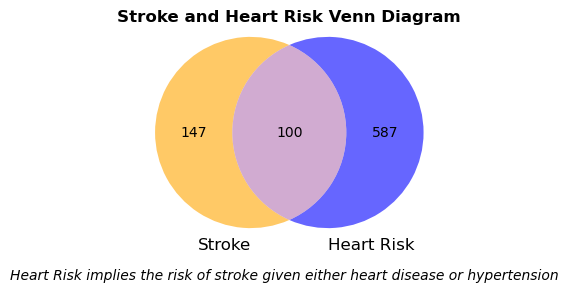 Stroke and Heart Risk Venn Diagram
147 100 587
Stroke Heart Risk
Heart Risk implies the risk of stroke given either heart disease or hypertension